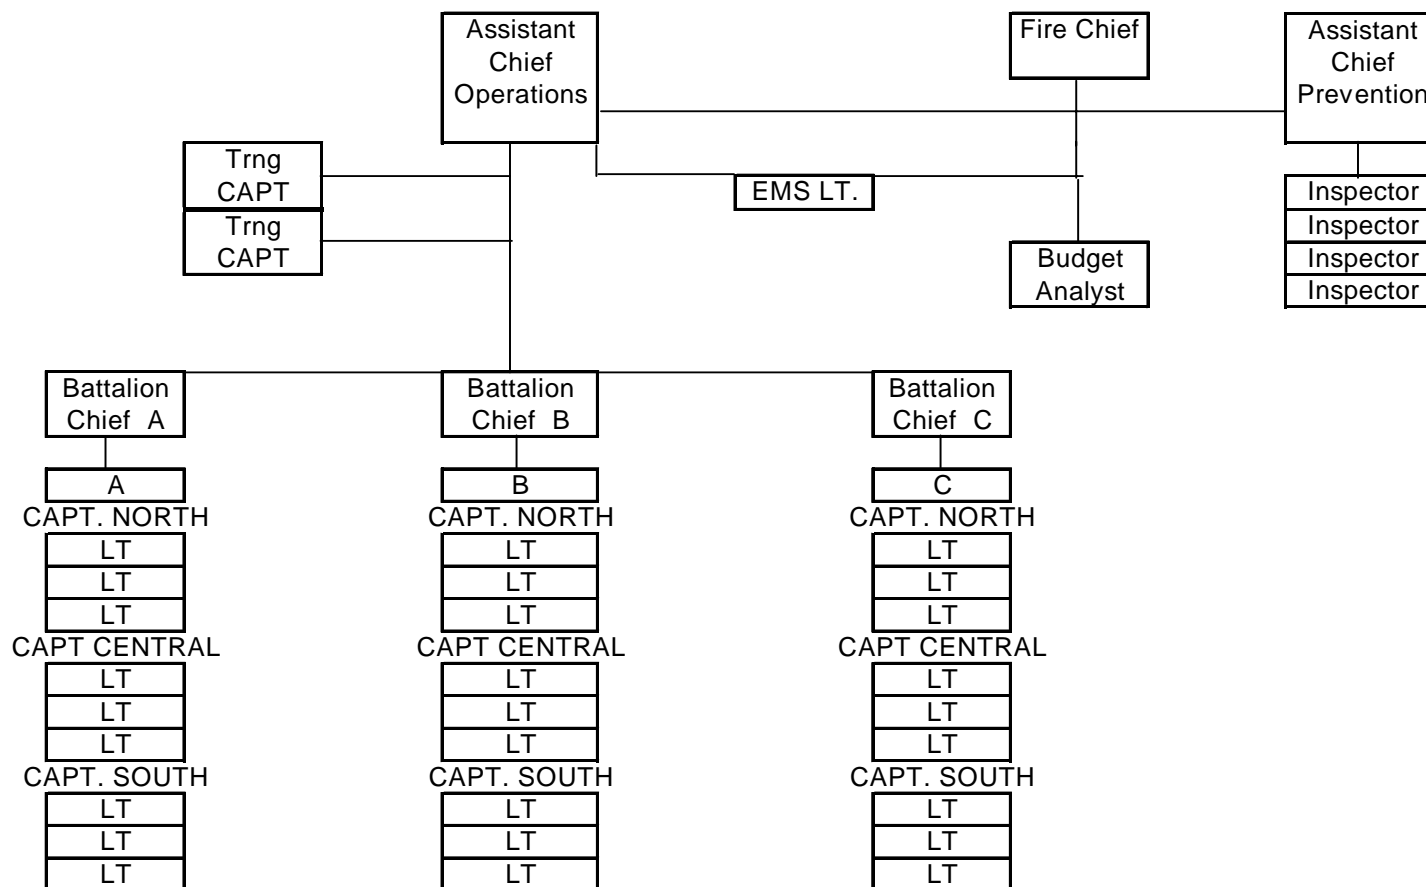 Assistant
Chief
Operations
Fire Chief
Assistant
Chief
Prevention
Trng
CAPT
Trng
CAPT
EMS LT.
Budget
Analyst
Inspector
Inspector
Inspector
Inspector
Battalion
Chief A
Battalion
Chief B
Battalion
Chief C
A
CAPT. NORTH
LT
LT
LT
CAPT CENTRAL
LT
LT
LT
CAPT. SOUTH
LT
LT
LT
B
CAPT. NORTH
LT
LT
LT
CAPT CENTRAL
LT
LT
LT
CAPT. SOUTH
LT
LT
LT
C
CAPT. NORTH
LT
LT
LT
CAPT CENTRAL
LT
LT
LT
CAPT. SOUTH
LT
LT
LT